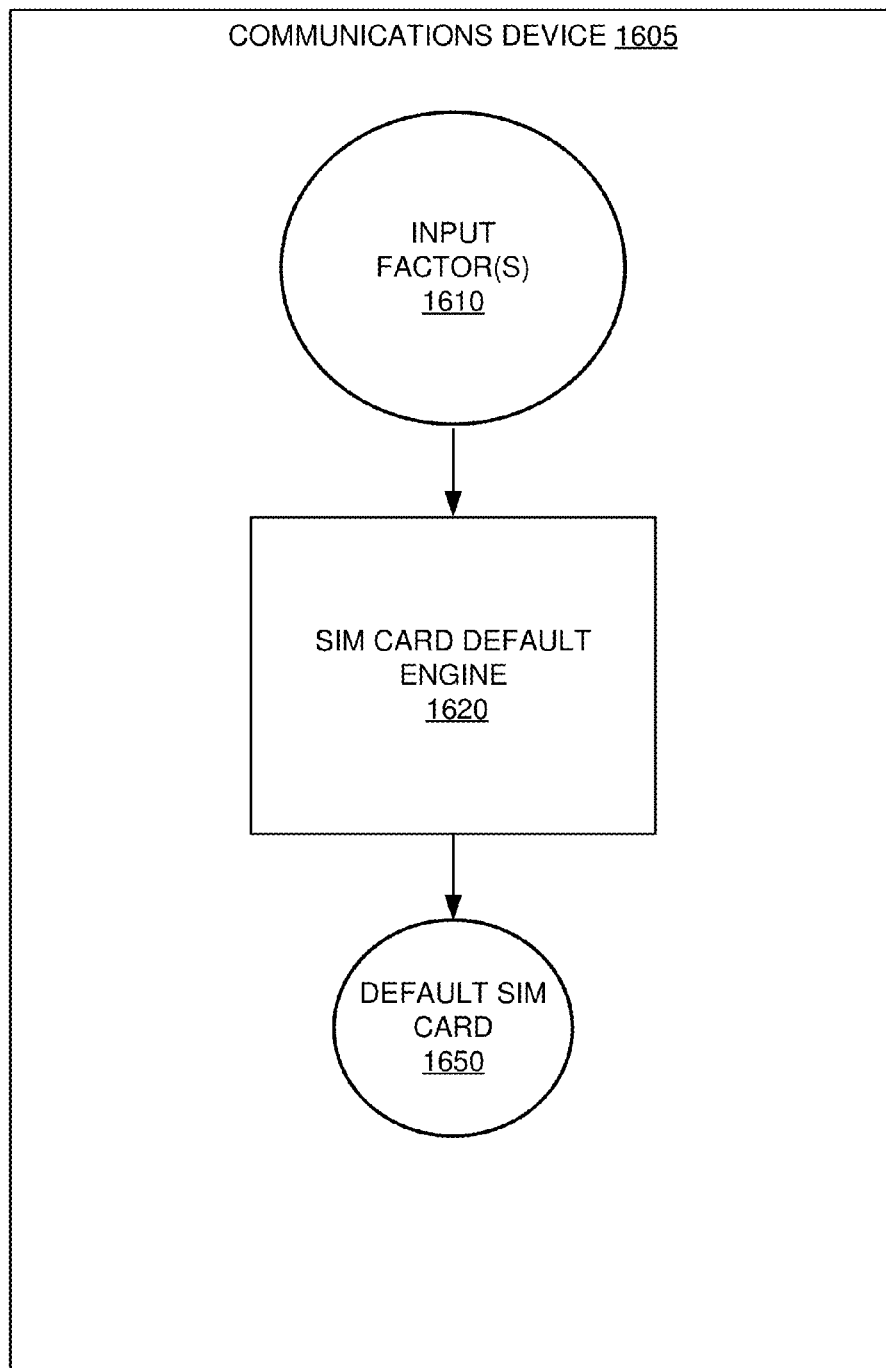 COMMUNICATIONS DEVICE 1605
INPUT
FACTOR(S)
1610
SIM CARD DEFAULT
ENGINE
1620
DEFAULT SIM
CARD
1650